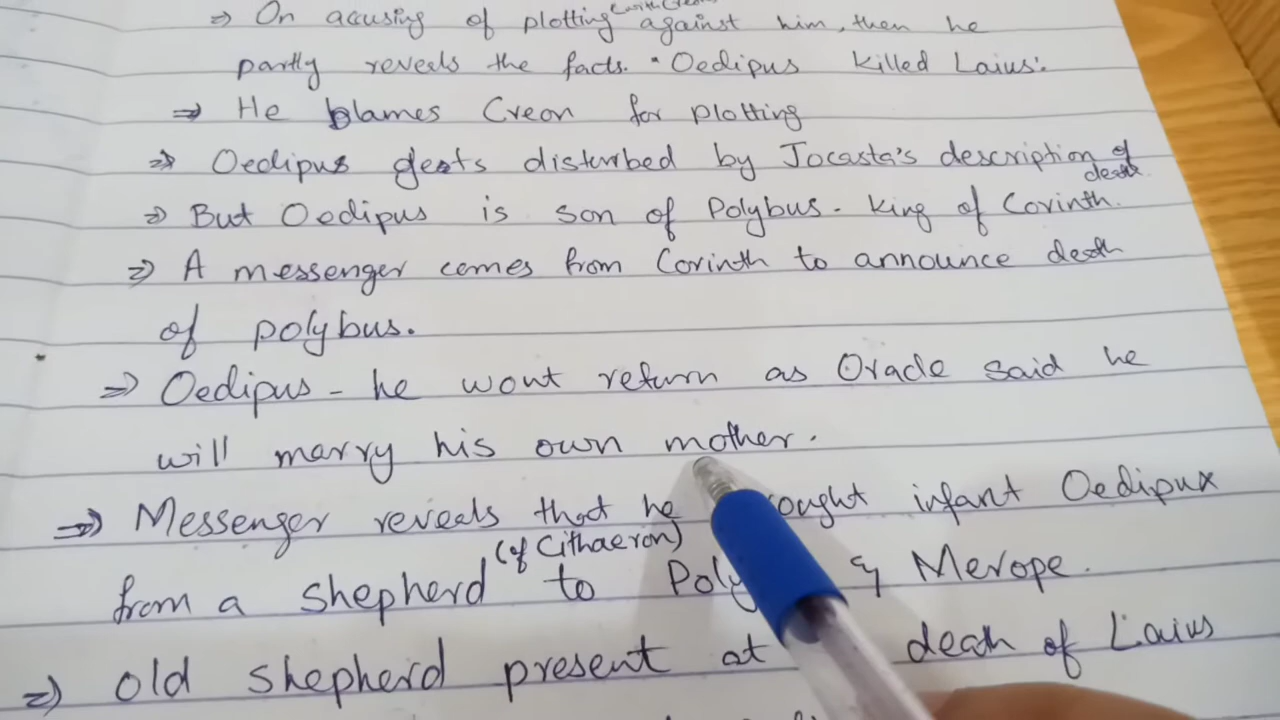 (with Creon)
⇒ On accusing of plotting against him, then he
partly reveals the facts. "Oedipus killed Laius".
⇒ He blames Creon for plotting
⇒ Oedipus gets disturbed by Jocasta's description of
death
⇒ But Oedipus is son of Polybus - King of Corinth.
⇒ A messenger comes from Corinth to announce death
of polybus.
⇒ Oedipus - he wont return as Oracle said he
will marry his own mother.
⇒ Messenger reveals that he ought infant Oedipux
(of Cithaeron)
from a shepherd to Poly & Merope.
⇒ old shepherd present at death of Laius